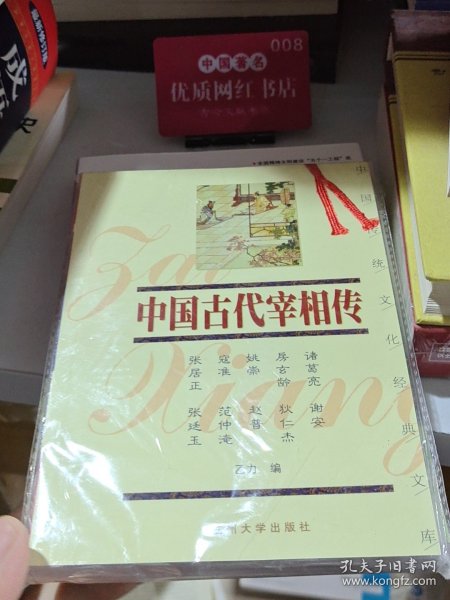 008
中国著名
优质网红书店
中国传统文化经典文库
Zai
Xiang
中国古代宰相传
诸葛亮
房玄龄
姚崇
寇准
张居正
谢安
狄仁杰
赵普
范仲淹
张廷玉
乙力 编
州大学出版社
孔夫子旧书网
www.kongfz.com